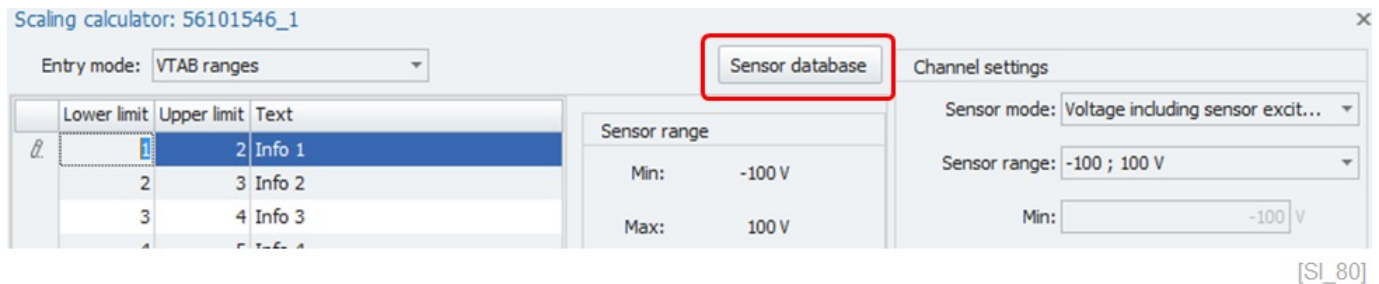 Scaling calculator: 56101546_1
Entry mode: VTAB ranges
Sensor database
Channel settings
Lower limit Upper limit Text
1 2 Info 1
2 3 Info 2
3 4 Info 3
Sensor range
Min: -100 V
Max: 100 V
Sensor mode: Voltage including sensor excit...
Sensor range: -100 ; 100 V
Min: -100 V
[SI_80]